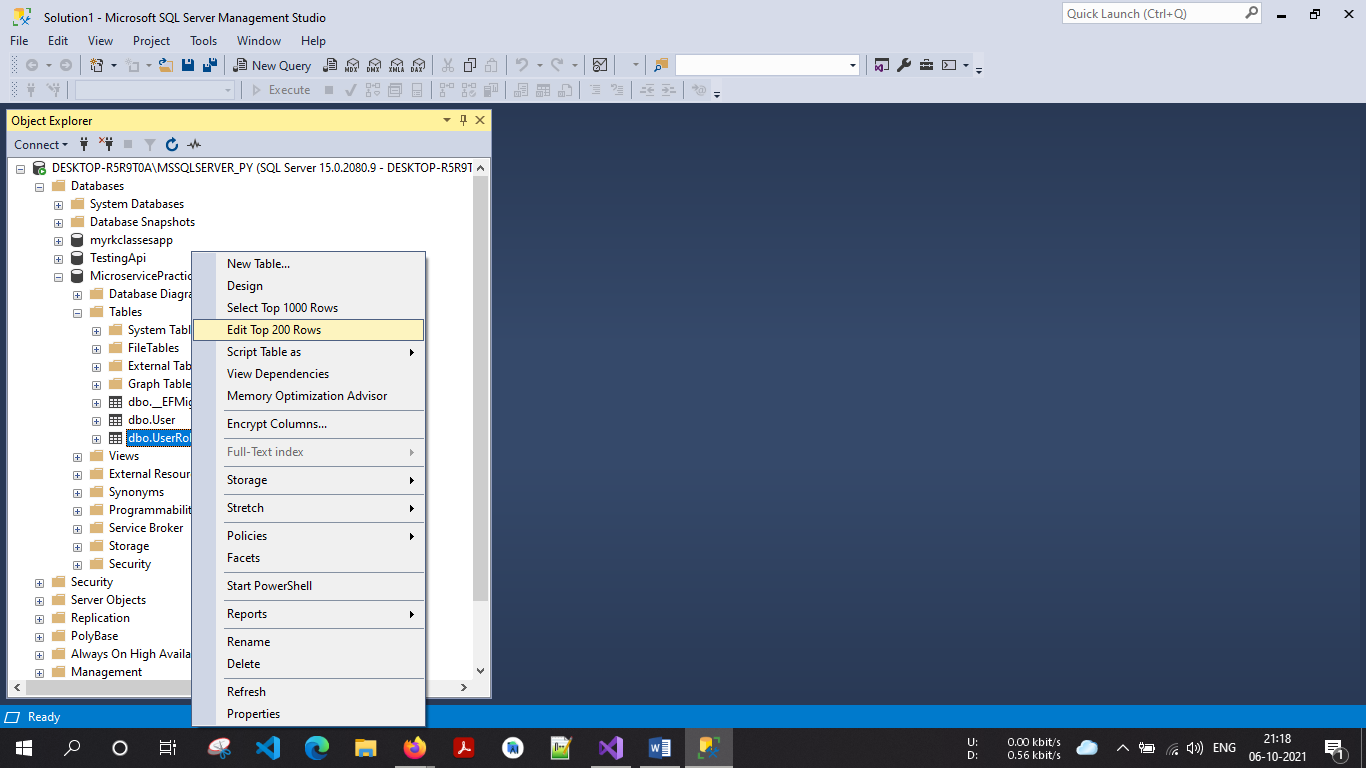 Solution1 - Microsoft SQL Server Management Studio
Quick Launch (Ctrl+Q)
File Edit View Project Tools Window Help
New Query MDX DMX XMLA DAX
Execute
Object Explorer
Connect
DESKTOP-R5R9T0A\MSSQLSERVER_PY (SQL Server 15.0.2080.9 - DESKTOP-R5R9T
Databases
System Databases
Database Snapshots
myrkclassesapp
TestingApi
MicroservicePractic
Database Diagra
Tables
System Tabl
FileTables
External Tab
Graph Table
dbo.__EFMig
dbo.User
dbo.UserRol
Views
External Resour
Synonyms
Programmabilit
Service Broker
Storage
Security
Security
Server Objects
Replication
PolyBase
Always On High Availa
Management
New Table...
Design
Select Top 1000 Rows
Edit Top 200 Rows
Script Table as
View Dependencies
Memory Optimization Advisor
Encrypt Columns...
Full-Text index
Storage
Stretch
Policies
Facets
Start PowerShell
Reports
Rename
Delete
Refresh
Properties
Ready
U: 0.00 kbit/s
D: 0.56 kbit/s
ENG
21:18
06-10-2021
1